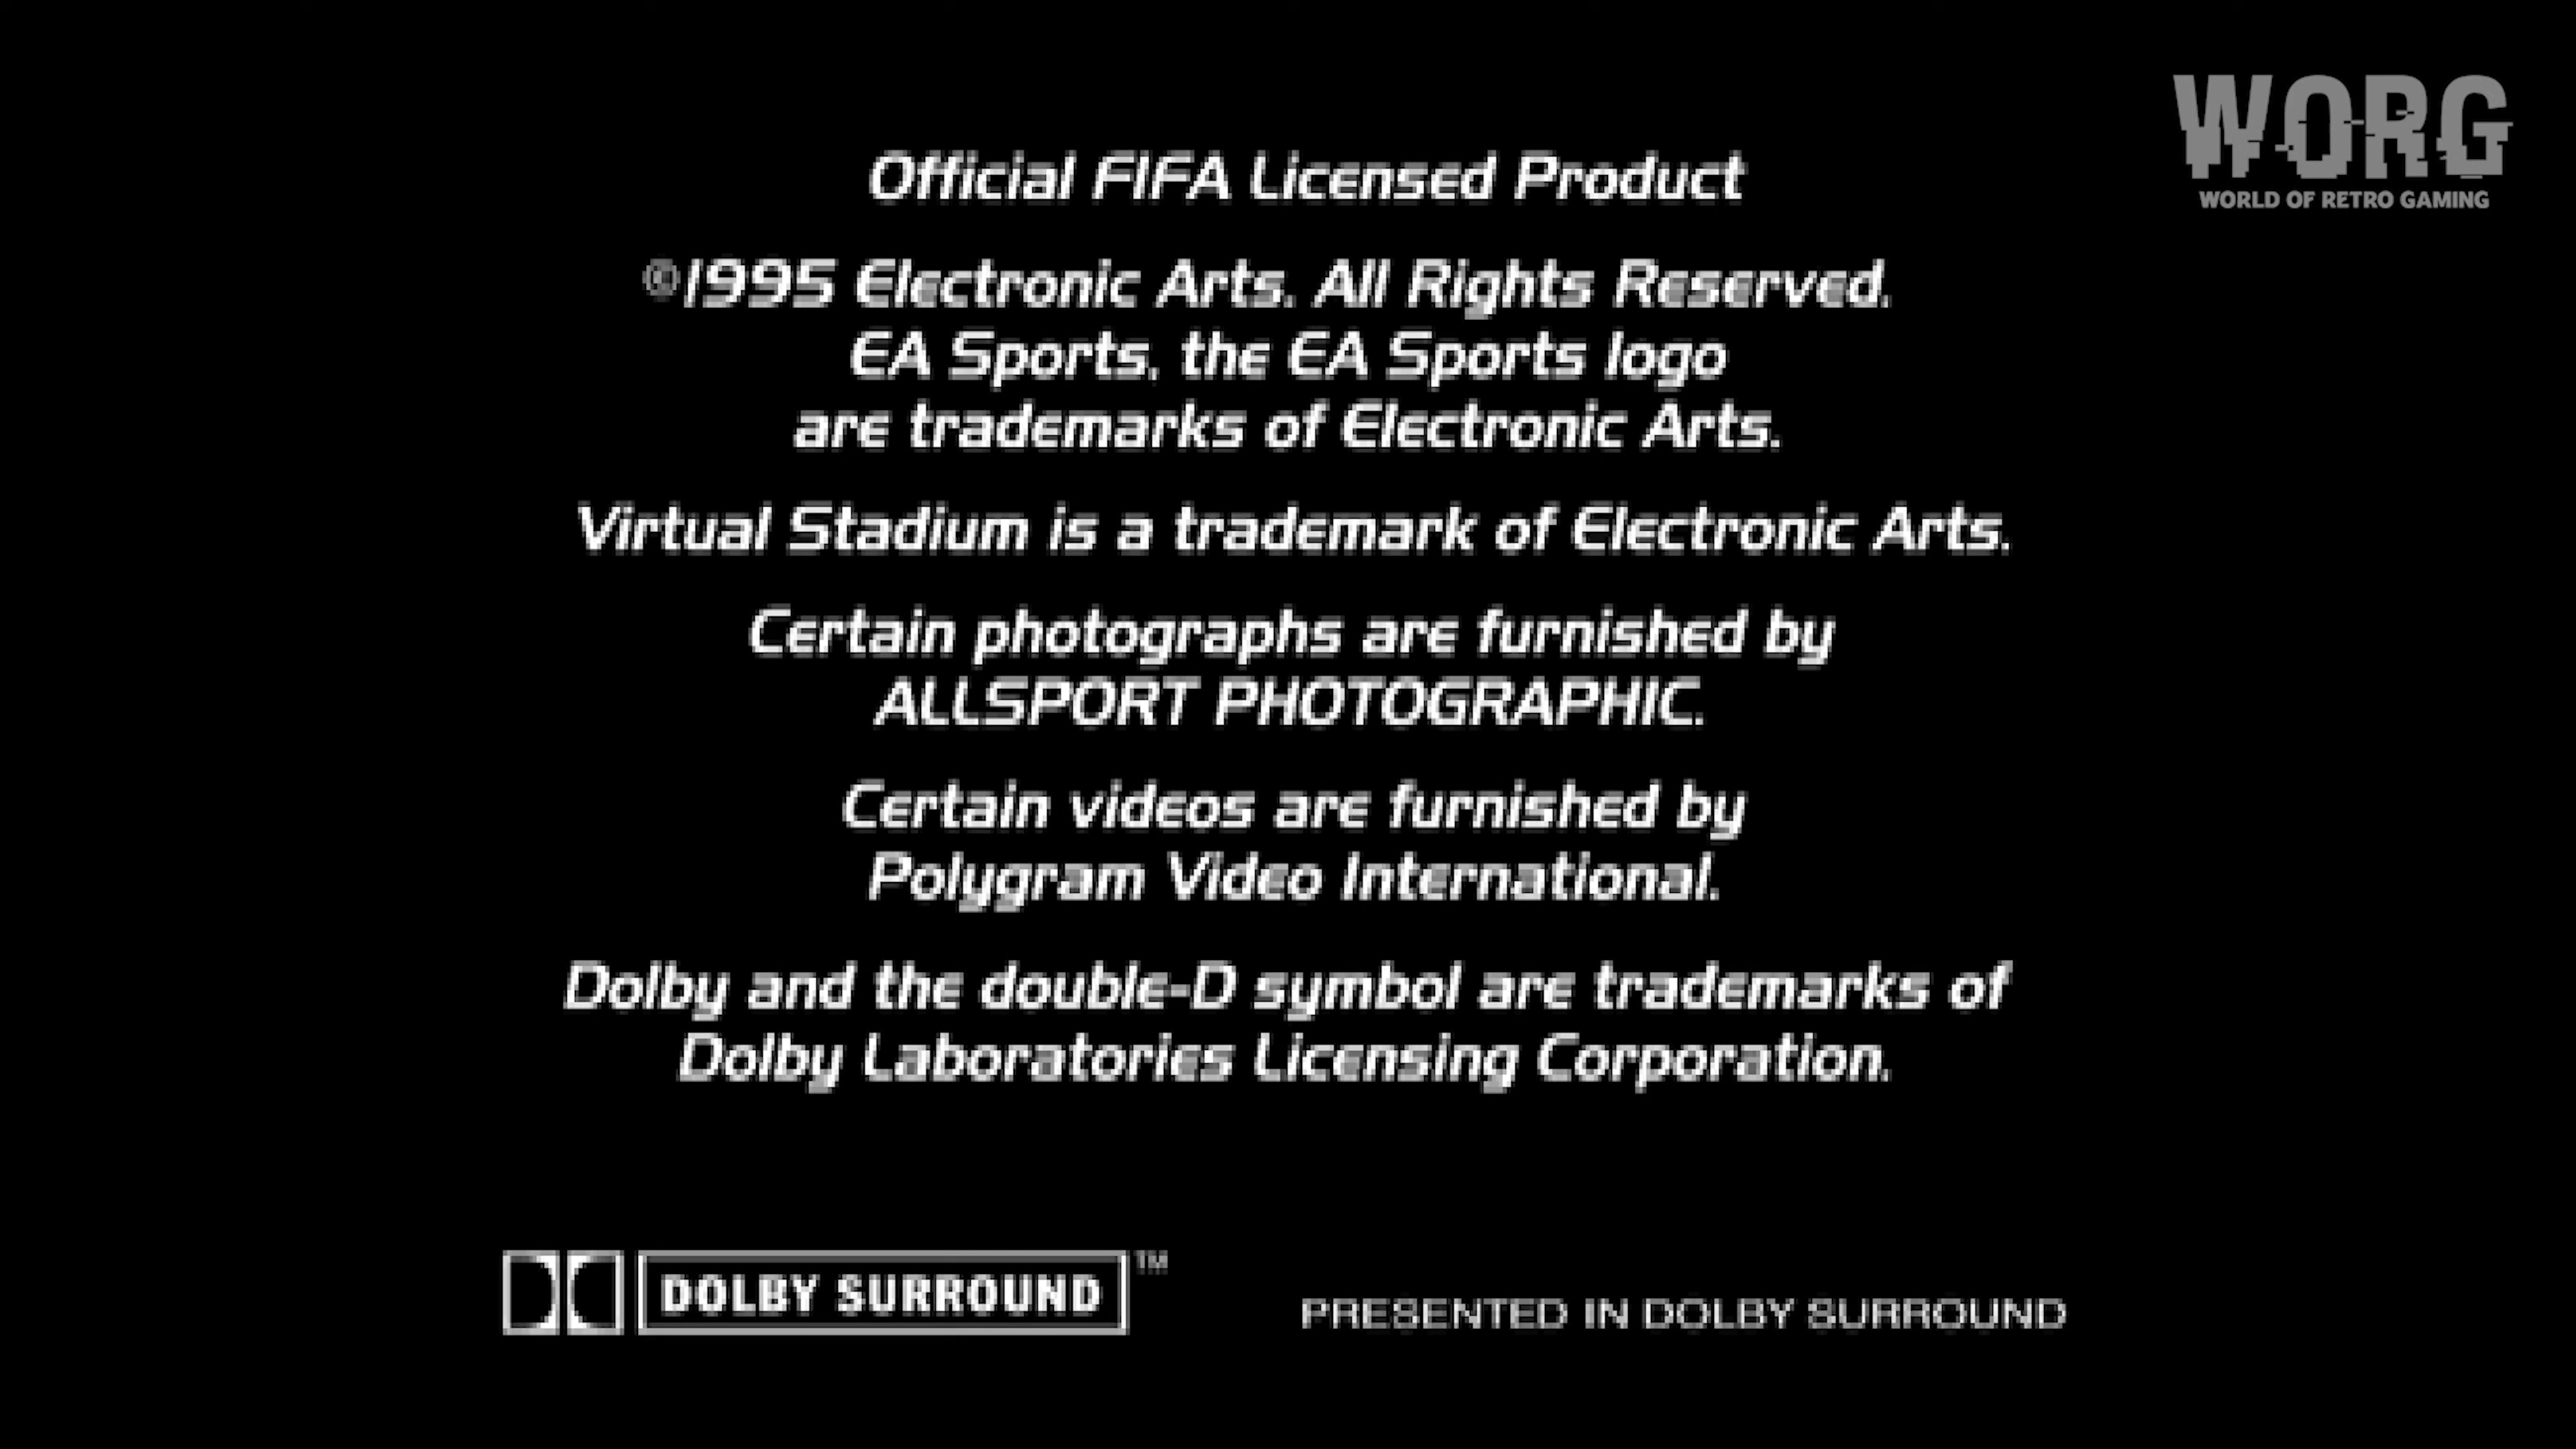 WORG
WORLD OF RETRO GAMING
Official FIFA Licensed Product
©1995 Electronic Arts. All Rights Reserved.
EA Sports, the EA Sports logo
are trademarks of Electronic Arts.
Virtual Stadium is a trademark of Electronic Arts.
Certain photographs are furnished by
ALLSPORT PHOTOGRAPHIC.
Certain videos are furnished by
Polygram Video International.
Dolby and the double-D symbol are trademarks of
Dolby Laboratories Licensing Corporation.
DOLBY SURROUND™
PRESENTED IN DOLBY SURROUND